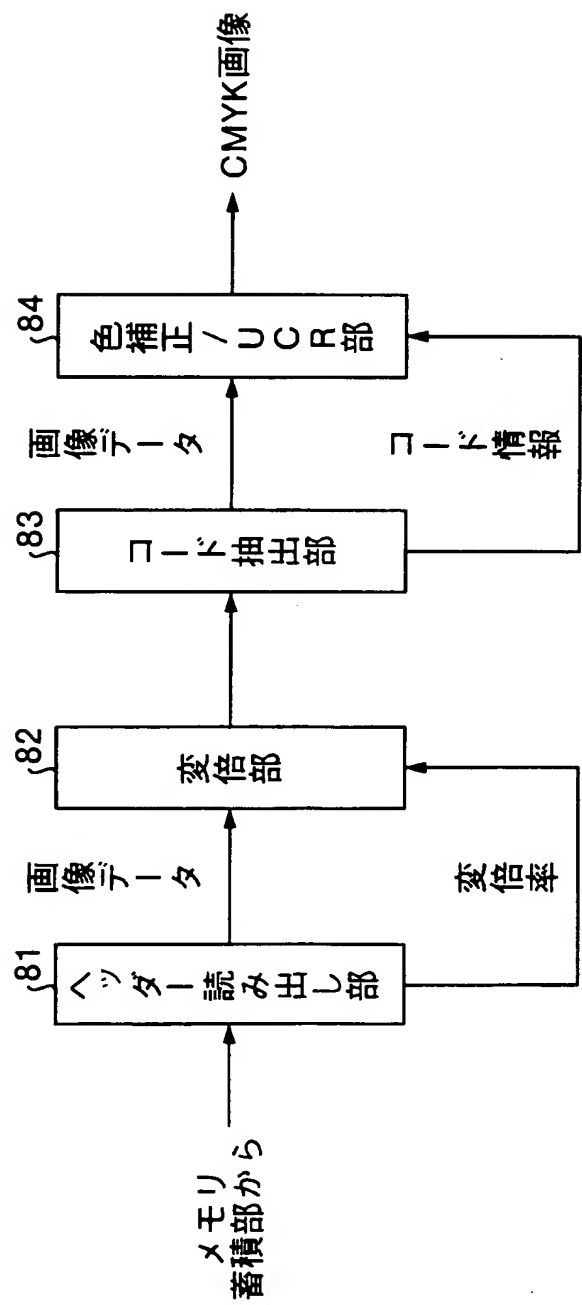 メモリ
蓄積部から
81
ヘッダー読み出し部
画像データ
変倍率
82
変倍部
83
コード抽出部
画像データ
コード情報
84
色補正/UCR部
CMYK画像